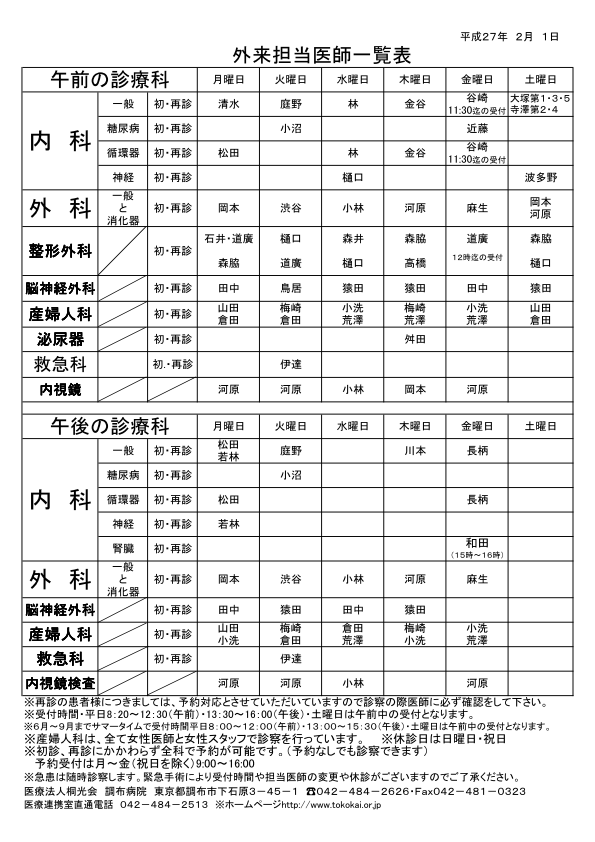 平成27年 2月 1日
外来担当医師一覧表
午前の診療科 月曜日 火曜日 水曜日 木曜日 金曜日 土曜日
内 科 一般 初・再診 清水 庭野 林 金谷 谷崎 11:30迄の受付 大塚第1・3・5 寺澤第2・4
糖尿病 初・再診 小沼 近藤
循環器 初・再診 松田 林 金谷 谷崎 11:30迄の受付
神経 初・再診 樋口 波多野
外 科 一般と消化器 初・再診 岡本 渋谷 小林 河原 麻生 岡本 河原
整形外科 初・再診 石井・道廣 森脇 樋口 道廣 森井 樋口 森脇 高橋 道廣 12時迄の受付 森脇 樋口
脳神経外科 初・再診 田中 鳥居 猿田 猿田 田中 猿田
産婦人科 初・再診 山田 倉田 梅崎 倉田 小洗 荒澤 梅崎 荒澤 小洗 荒澤 山田 倉田
泌尿器 初・再診 舛田
救急科 初.・再診 伊達
内視鏡 河原 河原 小林 岡本 河原
午後の診療科 月曜日 火曜日 水曜日 木曜日 金曜日 土曜日
内 科 一般 初・再診 松田 若林 庭野 川本 長柄
糖尿病 初・再診 小沼
循環器 初・再診 松田 長柄
神経 初・再診 若林
腎臓 初・再診 和田 (15時～16時)
外 科 一般と消化器 初・再診 岡本 渋谷 小林 河原 麻生
脳神経外科 初・再診 田中 猿田 田中 猿田
産婦人科 初・再診 山田 小洗 梅崎 倉田 倉田 荒澤 梅崎 小洗 小洗 荒澤
救急科 初・再診 伊達
内視鏡検査 河原 河原 小林 河原
※再診の患者様につきましては、予約対応とさせていただいていますので診察の際医師に必ず確認をして下さい。
※受付時間・平日8:20～12:30(午前)・13:30～16:00(午後)・土曜日は午前中の受付となります。
※6月～9月までサマータイムで受付時間平日8:00～12:00(午前)・13:00～15:30(午後)・土曜日は午前中の受付となります。
※産婦人科は、全て女性医師と女性スタッフで診察を行っています。 ※休診日は日曜日・祝日
※初診、再診にかかわらず全科で予約が可能です。(予約なしでも診察できます)
予約受付は月～金(祝日を除く)9:00～16:00
※急患は随時診察します。緊急手術により受付時間や担当医師の変更や休診がございますのでご了承ください。
医療法人桐光会 調布病院 東京都調布市下石原3－45－1 ☎042－484－2626・Fax042－481－0323
医療連携室直通電話 042－484－2513 ※ホームページhttp://www.tokokai.or.jp